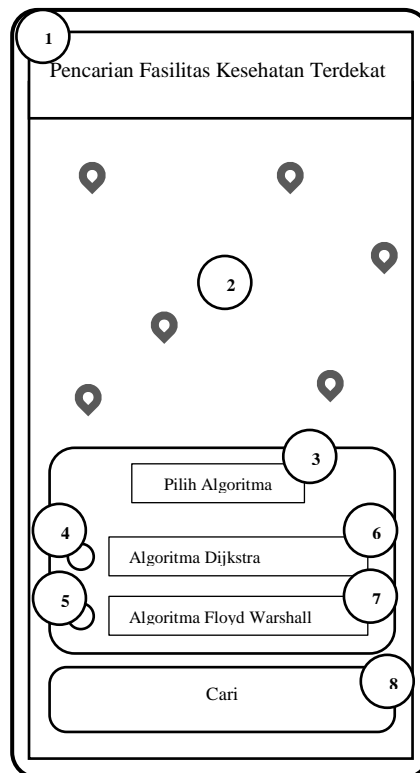 1
Pencarian Fasilitas Kesehatan Terdekat
2
3
Pilih Algoritma
4
6
Algoritma Dijkstra
5
7
Algoritma Floyd Warshall
8
Cari